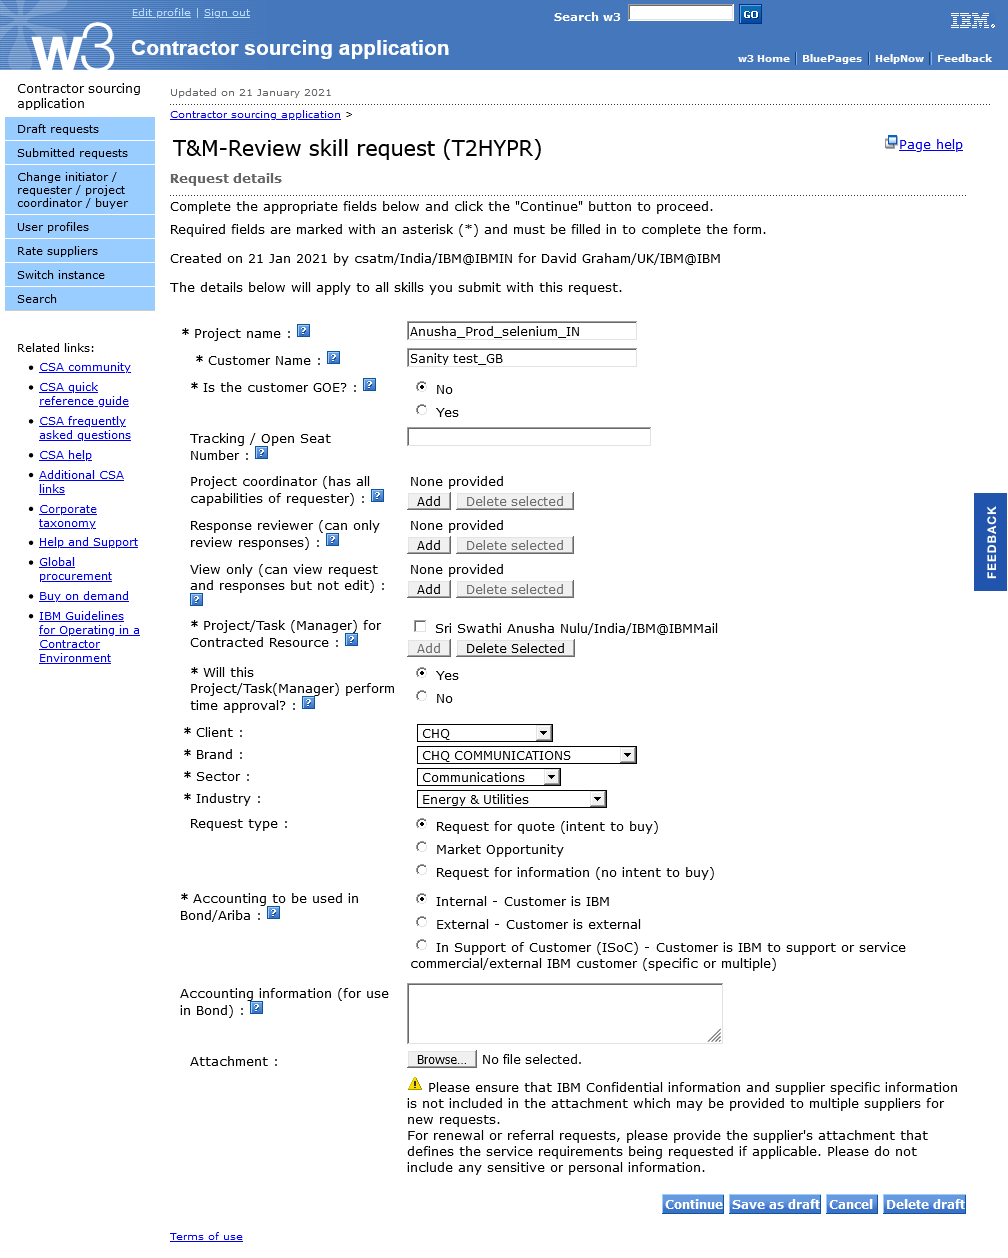 Edit profile | Sign out
Search w3
GO
IBM.
w3
Contractor sourcing application
w3 Home | BluePages | HelpNow | Feedback
Contractor sourcing
application
Draft requests
Submitted requests
Change initiator /
requester / project
coordinator / buyer
User profiles
Rate suppliers
Switch instance
Search
Related links:
• CSA community
• CSA quick
reference guide
• CSA frequently
asked questions
• CSA help
• Additional CSA
links
• Corporate
taxonomy
• Help and Support
• Global
procurement
• Buy on demand
• IBM Guidelines
for Operating in a
Contractor
Environment
Updated on 21 January 2021
Contractor sourcing application >
T&M-Review skill request (T2HYPR)
Page help
Request details
Complete the appropriate fields below and click the "Continue" button to proceed.
Required fields are marked with an asterisk (*) and must be filled in to complete the form.
Created on 21 Jan 2021 by csatm/India/IBM@IBMIN for David Graham/UK/IBM@IBM
The details below will apply to all skills you submit with this request.
* Project name : ? Anusha_Prod_selenium_IN
* Customer Name : ? Sanity test_GB
* Is the customer GOE? : ? No
Yes
Tracking / Open Seat
Number : ?
Project coordinator (has all
capabilities of requester) : ?
None provided
Add Delete selected
Response reviewer (can only
review responses) : ?
None provided
Add Delete selected
View only (can view request
and responses but not edit) :
?
None provided
Add Delete selected
* Project/Task (Manager) for
Contracted Resource : ?
Sri Swathi Anusha Nulu/India/IBM@IBMMail
Add Delete Selected
* Will this
Project/Task(Manager) perform
time approval? : ?
Yes
No
* Client : CHQ
* Brand : CHQ COMMUNICATIONS
* Sector : Communications
* Industry : Energy & Utilities
Request type : Request for quote (intent to buy)
Market Opportunity
Request for information (no intent to buy)
* Accounting to be used in
Bond/Ariba : ?
Internal - Customer is IBM
External - Customer is external
In Support of Customer (ISoC) - Customer is IBM to support or service
commercial/external IBM customer (specific or multiple)
Accounting information (for use
in Bond) : ?
Attachment : Browse... No file selected.
Please ensure that IBM Confidential information and supplier specific information
is not included in the attachment which may be provided to multiple suppliers for
new requests.
For renewal or referral requests, please provide the supplier's attachment that
defines the service requirements being requested if applicable. Please do not
include any sensitive or personal information.
Continue Save as draft Cancel Delete draft
Terms of use
FEEDBACK